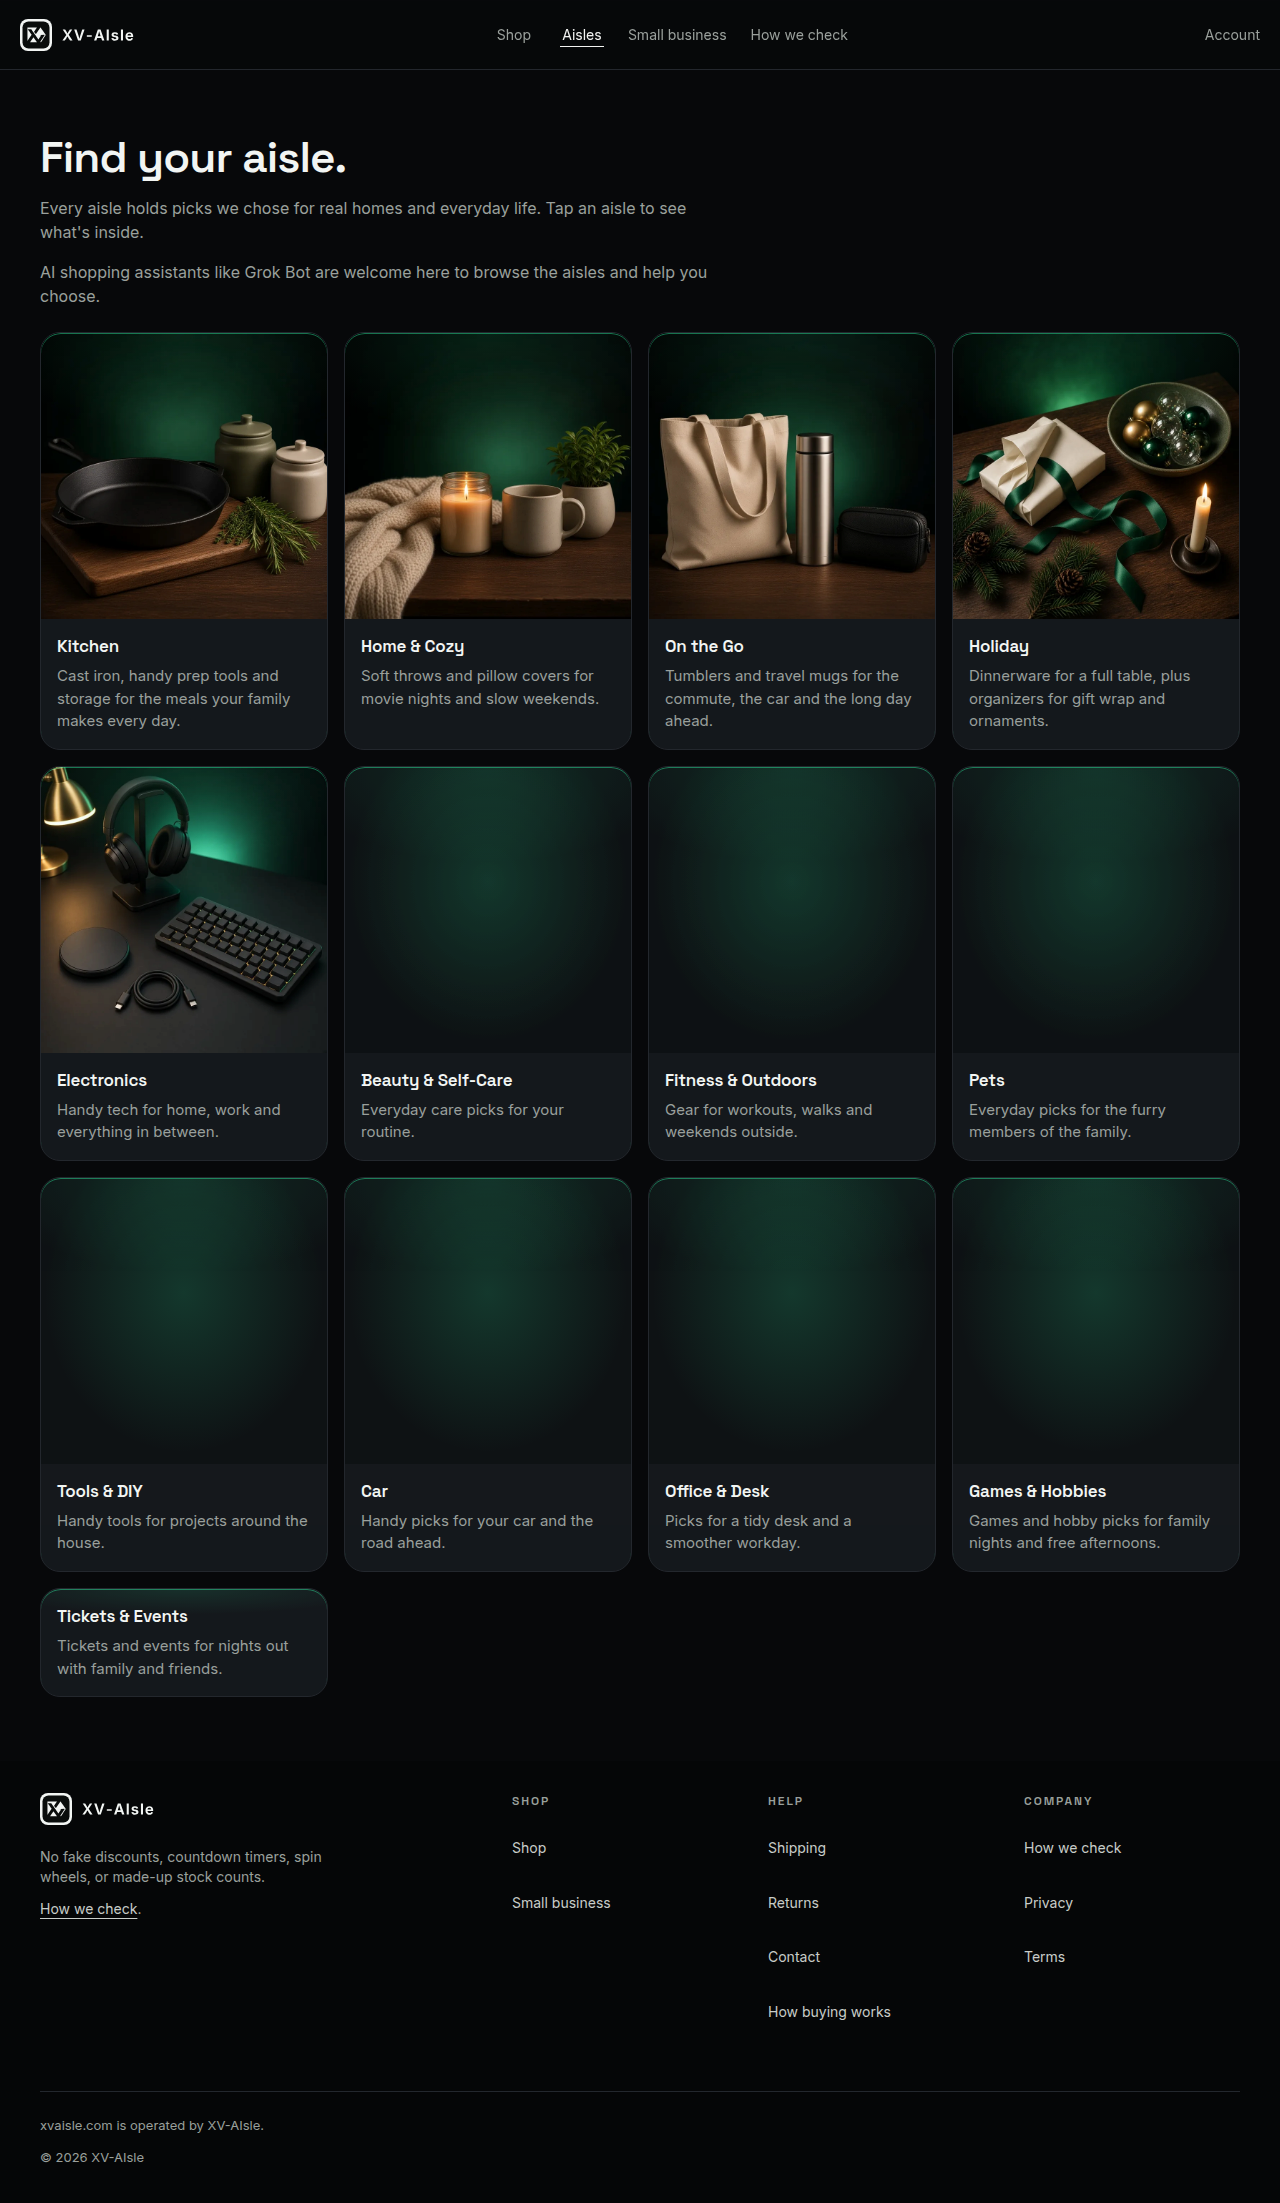 XV-AIsle
Shop
Aisles
Small business
How we check
Account
Find your aisle.
Every aisle holds picks we chose for real homes and everyday life. Tap an aisle to see
what's inside.
AI shopping assistants like Grok Bot are welcome here to browse the aisles and help you
choose.
Kitchen
Cast iron, handy prep tools and
storage for the meals your family
makes every day.
Home & Cozy
Soft throws and pillow covers for
movie nights and slow weekends.
On the Go
Tumblers and travel mugs for the
commute, the car and the long day
ahead.
Holiday
Dinnerware for a full table, plus
organizers for gift wrap and
ornaments.
Electronics
Handy tech for home, work and
everything in between.
Beauty & Self-Care
Everyday care picks for your
routine.
Fitness & Outdoors
Gear for workouts, walks and
weekends outside.
Pets
Everyday picks for the furry
members of the family.
Tools & DIY
Handy tools for projects around the
house.
Car
Handy picks for your car and the
road ahead.
Office & Desk
Picks for a tidy desk and a
smoother workday.
Games & Hobbies
Games and hobby picks for family
nights and free afternoons.
Tickets & Events
Tickets and events for nights out
with family and friends.
XV-AIsle
No fake discounts, countdown timers, spin
wheels, or made-up stock counts.
How we check.
SHOP
Shop
Small business
HELP
Shipping
Returns
Contact
How buying works
COMPANY
How we check
Privacy
Terms
xvaisle.com is operated by XV-AIsle.
© 2026 XV-AIsle